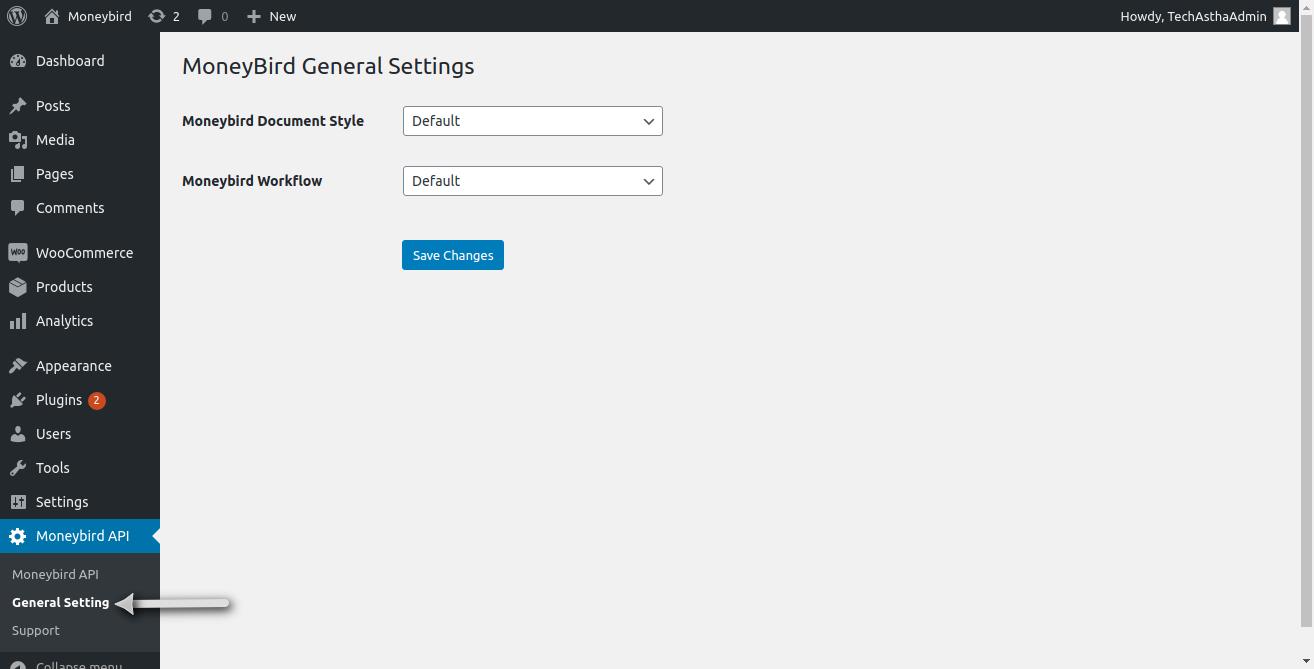 Moneybird 2 0 New Howdy, TechAsthaAdmin
Dashboard
Posts
Media
Pages
Comments
WOO WooCommerce
Products
Analytics
Appearance
Plugins 2
Users
Tools
Settings
Moneybird API
Moneybird API
General Setting
Support
Collapse menu
MoneyBird General Settings
Moneybird Document Style Default
Moneybird Workflow Default
Save Changes